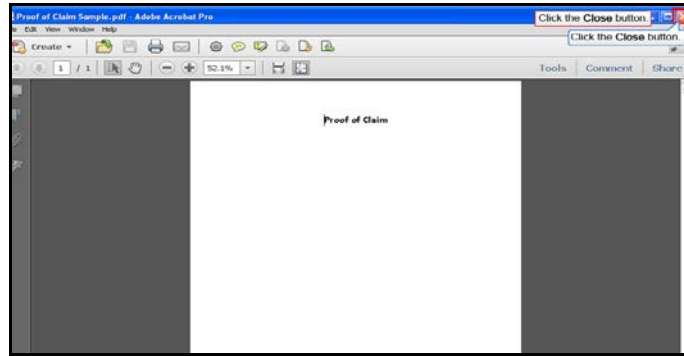 Proof of Claim Sample.pdf - Adobe Acrobat Pro
Click the Close button.
Edit View Window Help
Click the Close button.
Create
1 / 1 52.1% Tools Comment Share
Proof of Claim